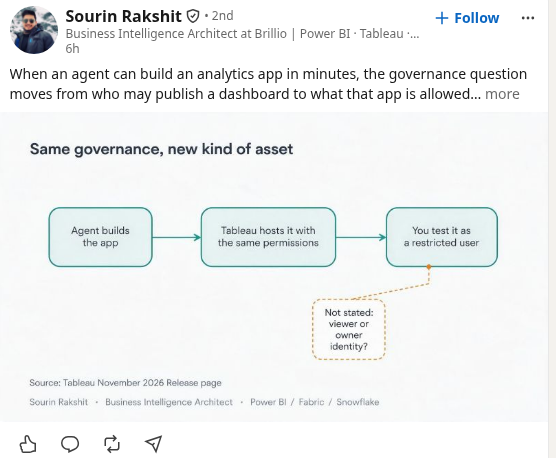 Sourin Rakshit • 2nd
+ Follow
Business Intelligence Architect at Brillio | Power BI · Tableau ·...
6h
When an agent can build an analytics app in minutes, the governance question
moves from who may publish a dashboard to what that app is allowed... more
Same governance, new kind of asset
Agent builds
the app
Tableau hosts it with
the same permissions
You test it as
a restricted user
Not stated:
viewer or
owner
identity?
Source: Tableau November 2026 Release page
Sourin Rakshit • Business Intelligence Architect • Power BI / Fabric / Snowflake